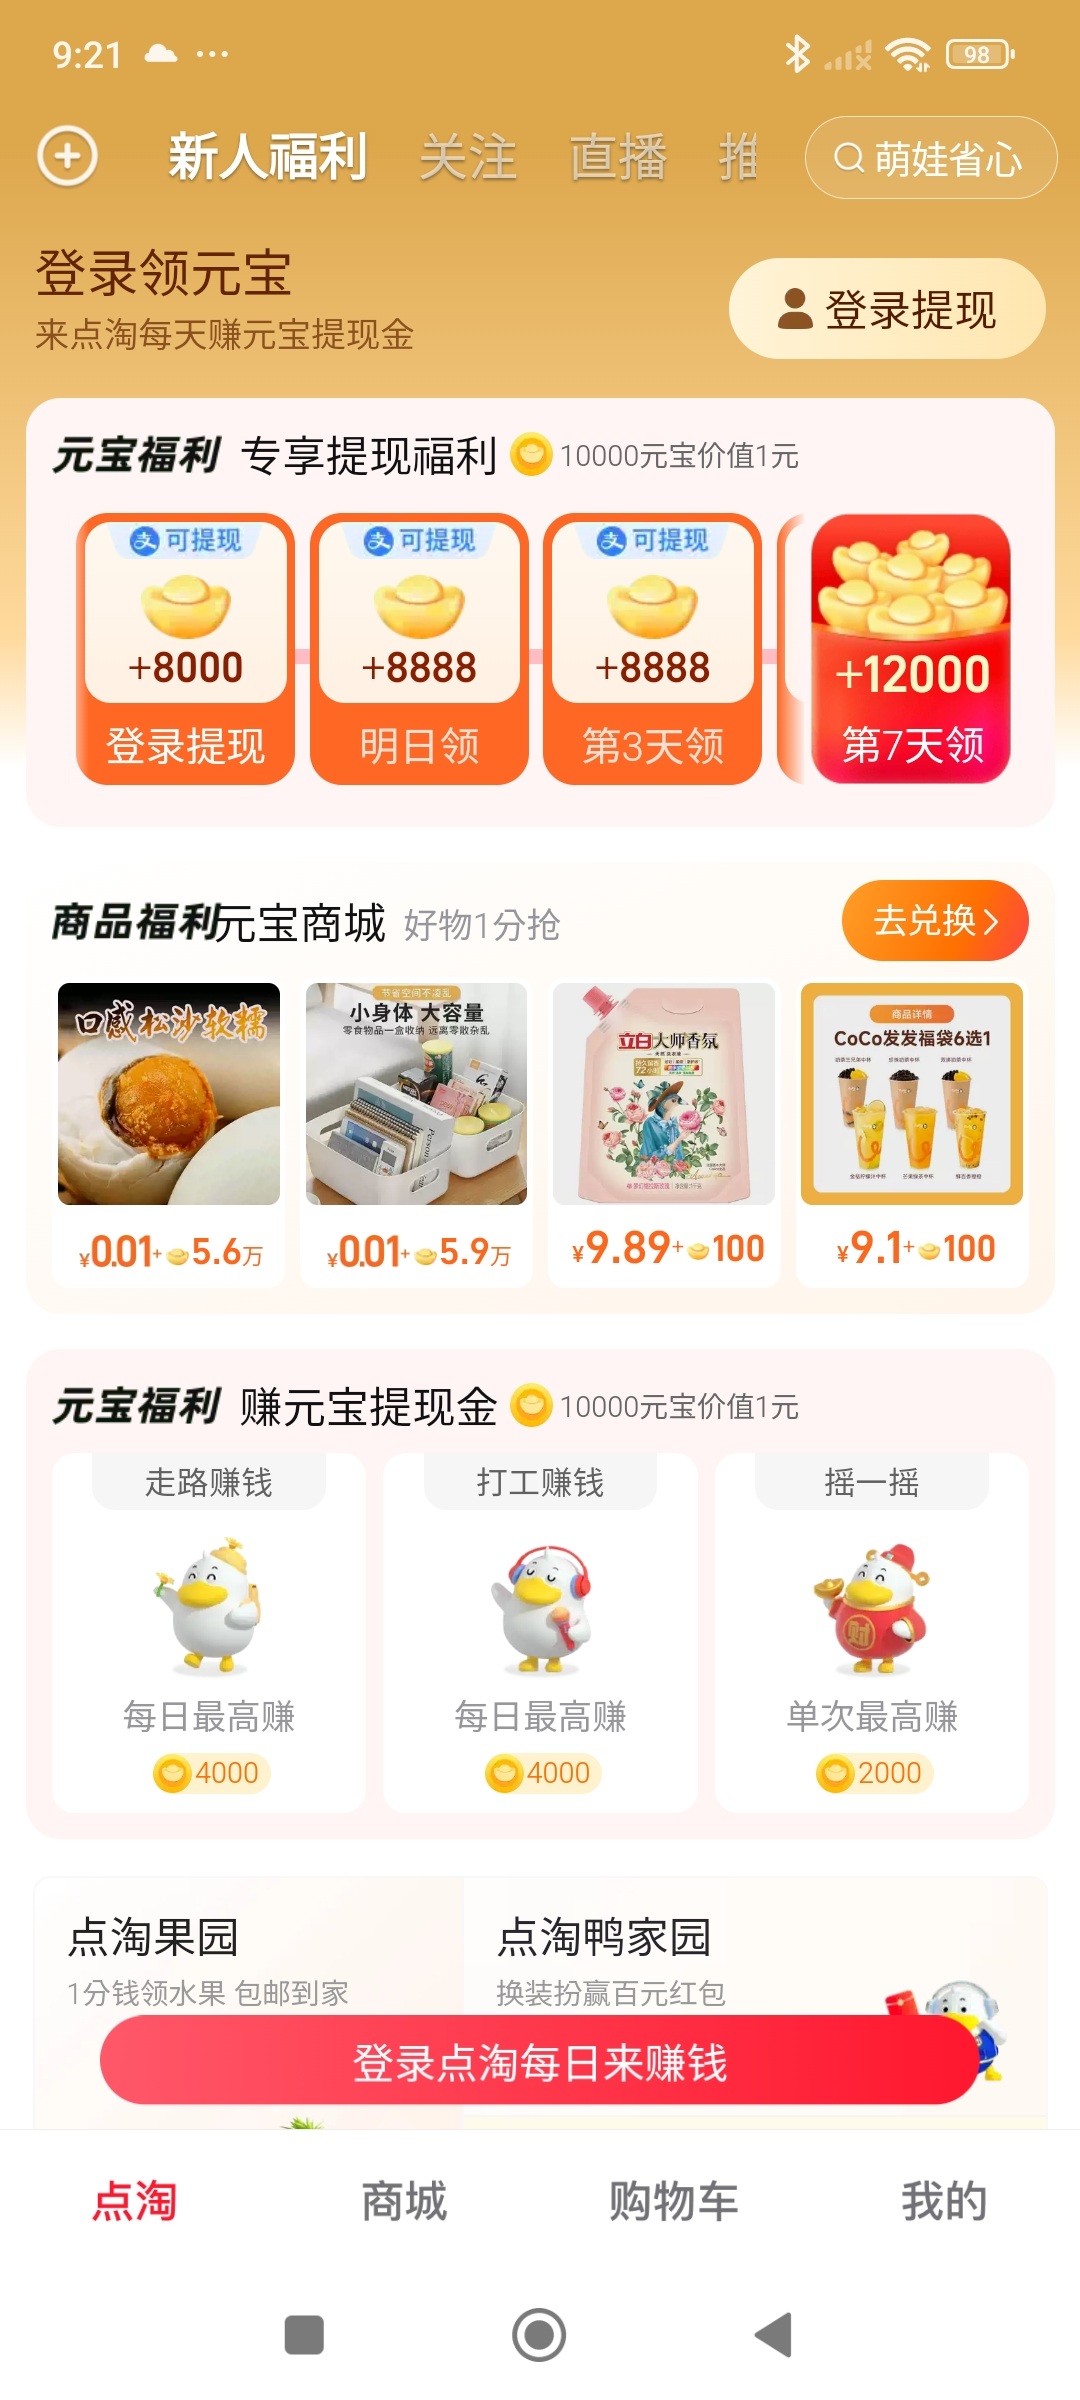 9:21
98
新人福利 关注 直播 推
萌娃省心
登录领元宝
来点淘每天赚元宝提现金
登录提现
元宝福利 专享提现福利 10000元宝价值1元
支 可提现 支 可提现 支 可提现
+8000 +8888 +8888 +12000
登录提现 明日领 第3天领 第7天领
商品福利 元宝商城 好物1分抢
去兑换
口感松沙软糯
节省空间不凌乱
小身体 大容量
零食物品一盒收纳 远离零散杂乱
立白大师香氛
72小时
商品详情
CoCo发发福袋6选1
¥0.01+5.6万 ¥0.01+5.9万 ¥9.89+100 ¥9.1+100
元宝福利 赚元宝提现金 10000元宝价值1元
走路赚钱 打工赚钱 摇一摇
财
每日最高赚 每日最高赚 单次最高赚
4000 4000 2000
点淘果园 点淘鸭家园
1分钱领水果 包邮到家 换装扮赢百元红包
登录点淘每日来赚钱
点淘 商城 购物车 我的